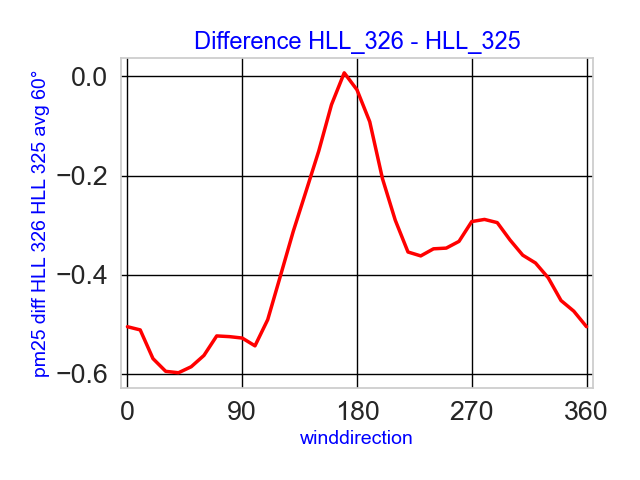 Difference HLL_326 - HLL_325
pm25 diff HLL 326 HLL 325 avg 60°
0.0
−0.2
−0.4
−0.6
0 90 180 270 360
winddirection